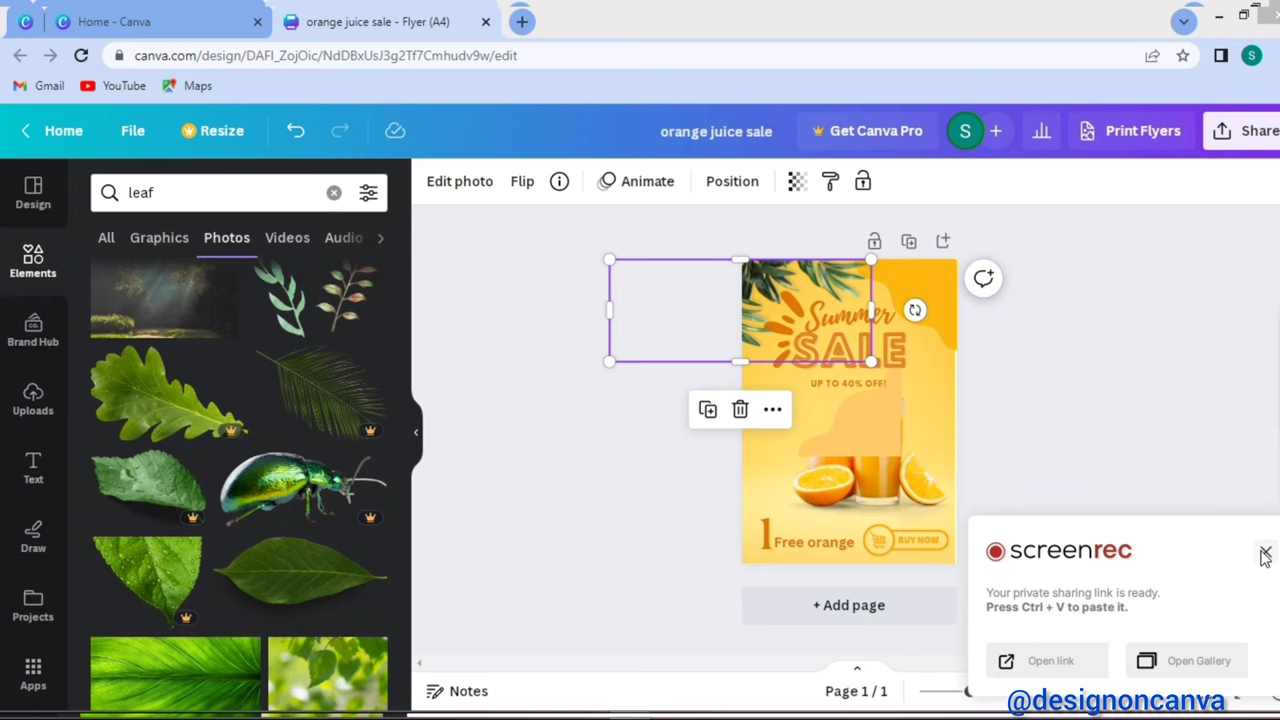 Home - Canva
orange juice sale - Flyer (A4)
canva.com/design/DAFI_ZojOic/NdDBxUsJ3g2Tf7Cmhudv9w/edit
S
Gmail
YouTube
Maps
Home
File
Resize
orange juice sale
Get Canva Pro
S
Print Flyers
Share
Design
Elements
Brand Hub
Uploads
Text
Draw
Projects
Apps
leaf
All
Graphics
Photos
Videos
Audio
Edit photo
Flip
Animate
Position
Summer
SALE
UP TO 40% OFF!
1 Free orange
BUY NOW
+ Add page
Notes
Page 1 / 1
screenrec
Your private sharing link is ready.
Press Ctrl + V to paste it.
Open link
Open Gallery
@designoncanva